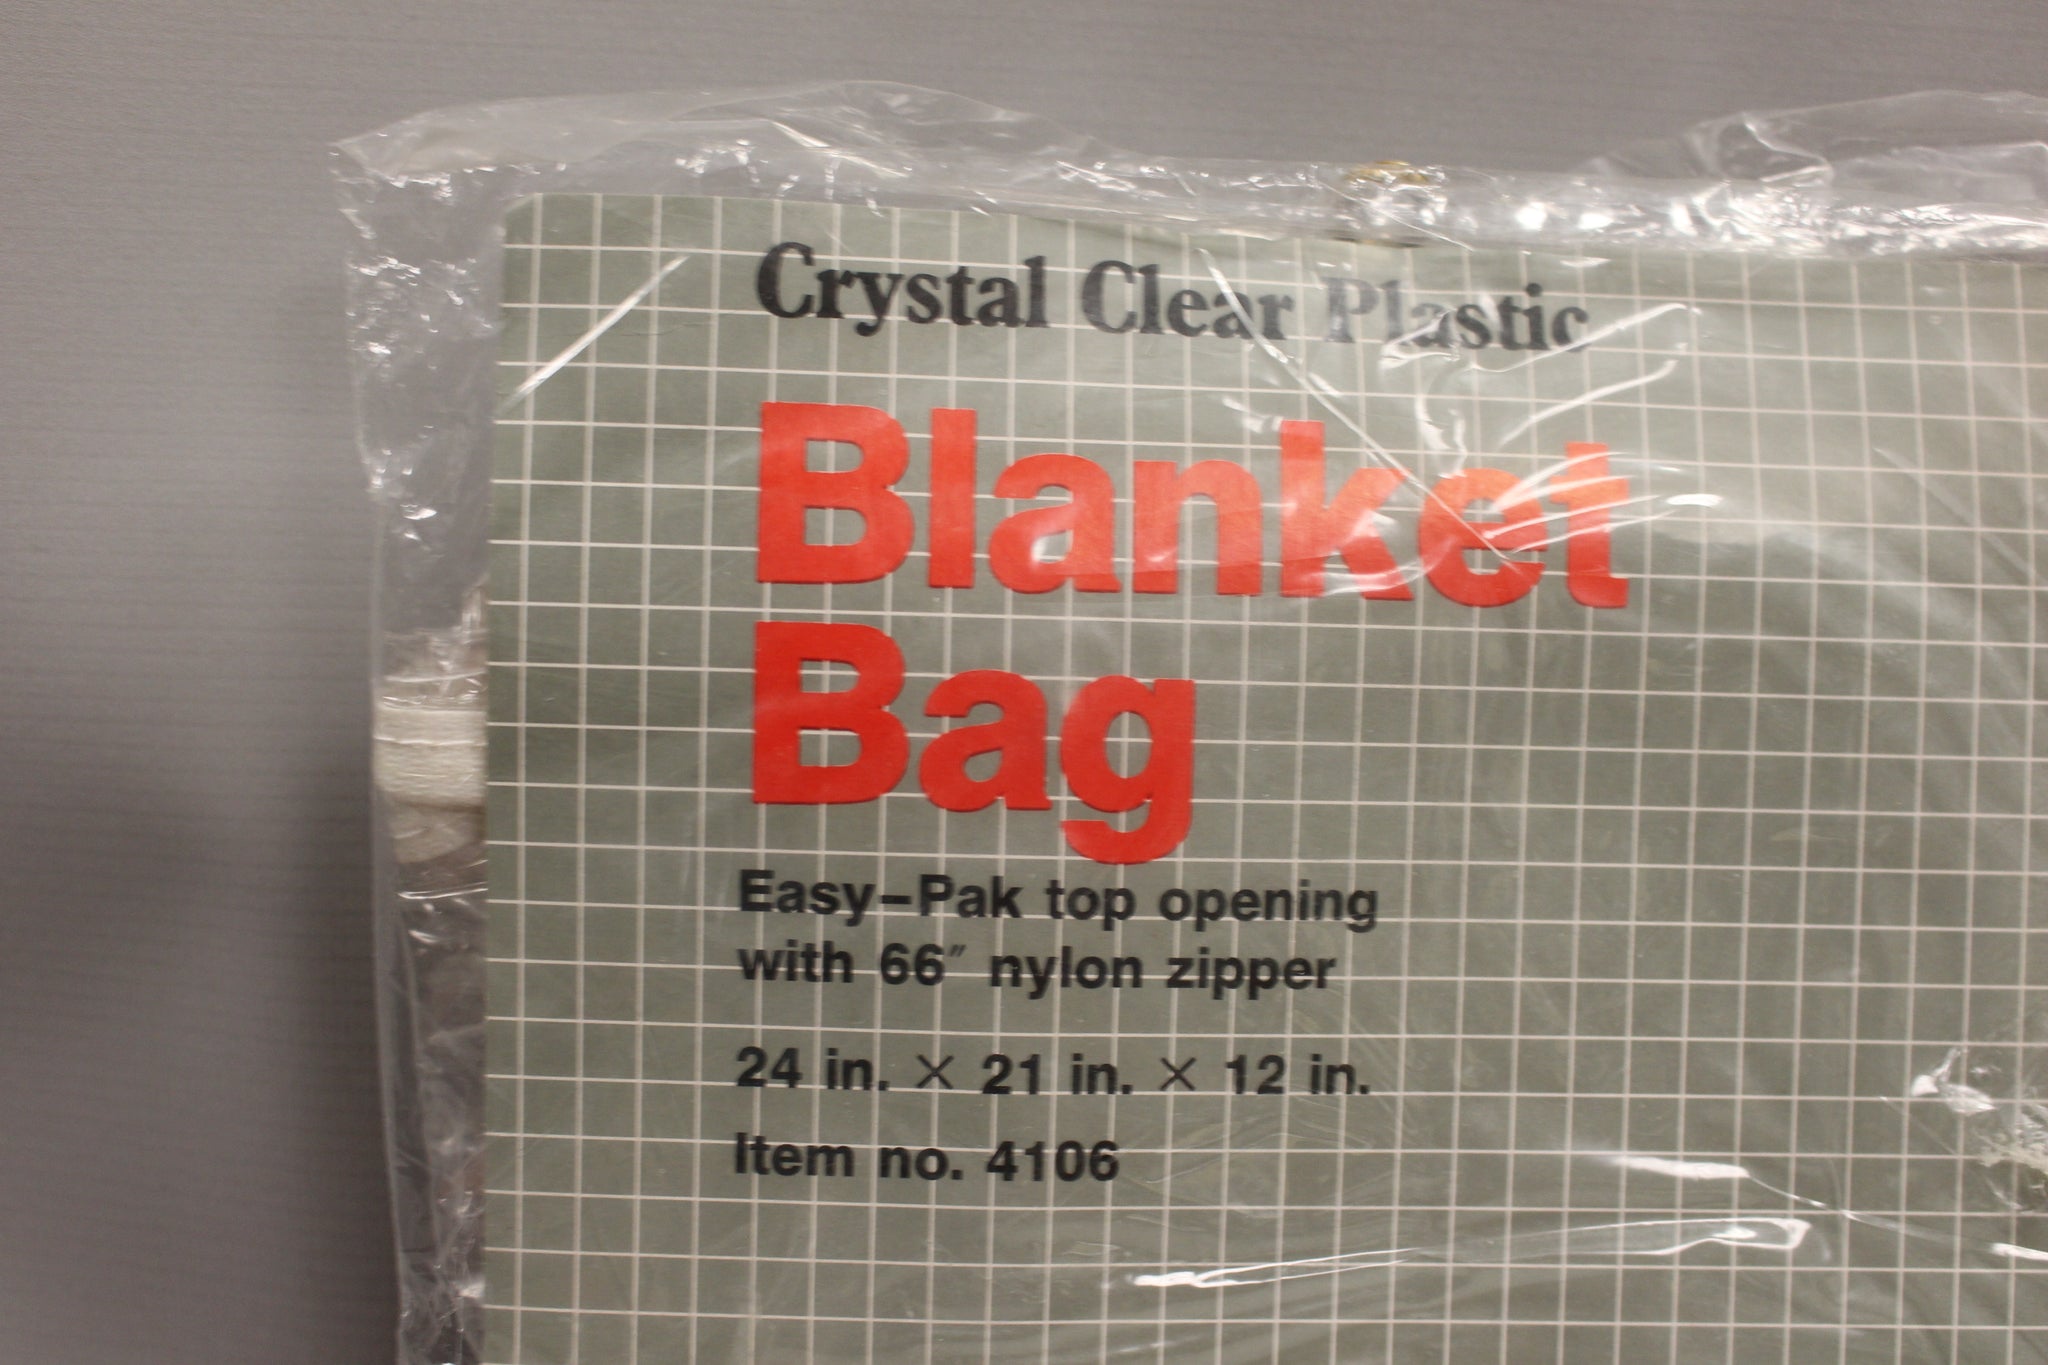 Crystal Clear Plastic
Blanket
Bag
Easy-Pak top opening
with 66" nylon zipper
24 in. × 21 in. × 12 in.
Item no. 4106